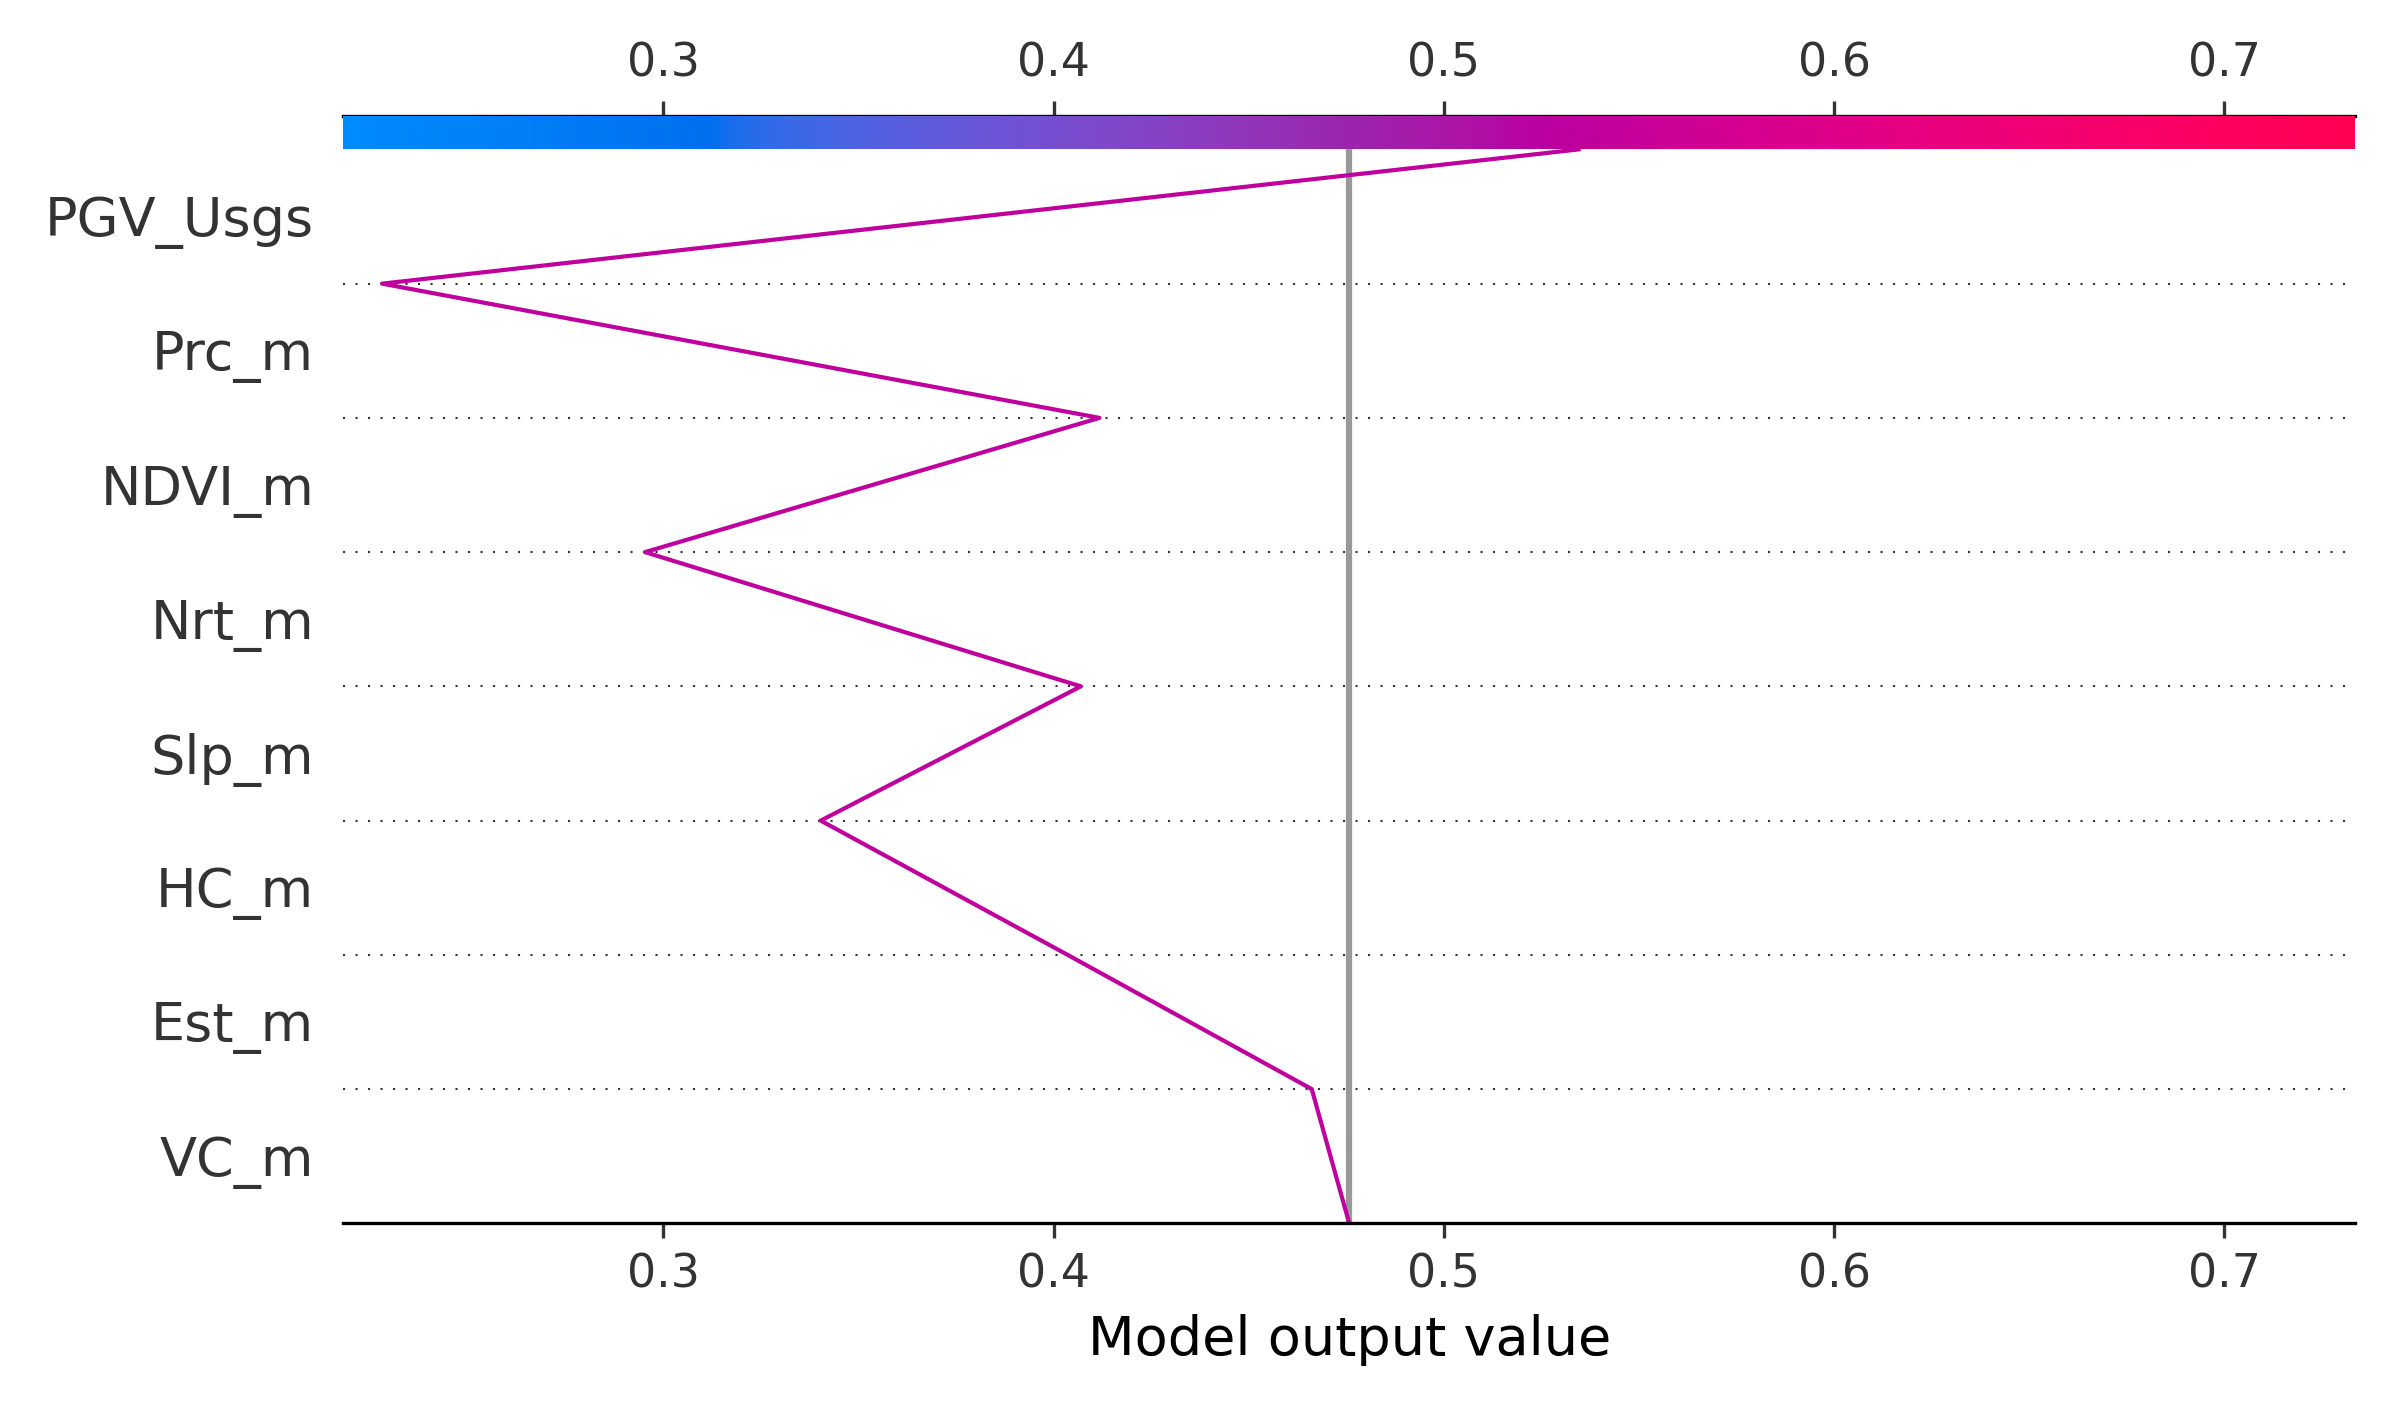 0.3 0.4 0.5 0.6 0.7
PGV_Usgs
Prc_m
NDVI_m
Nrt_m
Slp_m
HC_m
Est_m
VC_m
0.3 0.4 0.5 0.6 0.7
Model output value